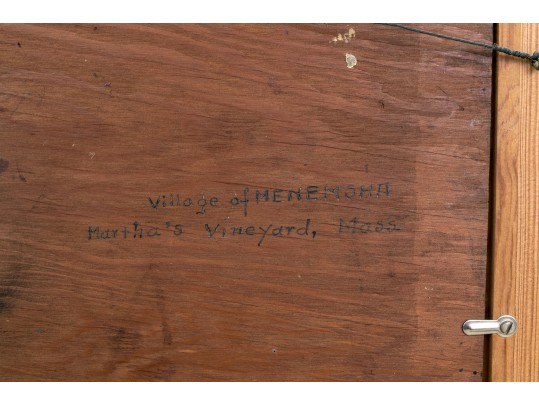 Village of MENEMSHA
Martha's Vineyard, Mass